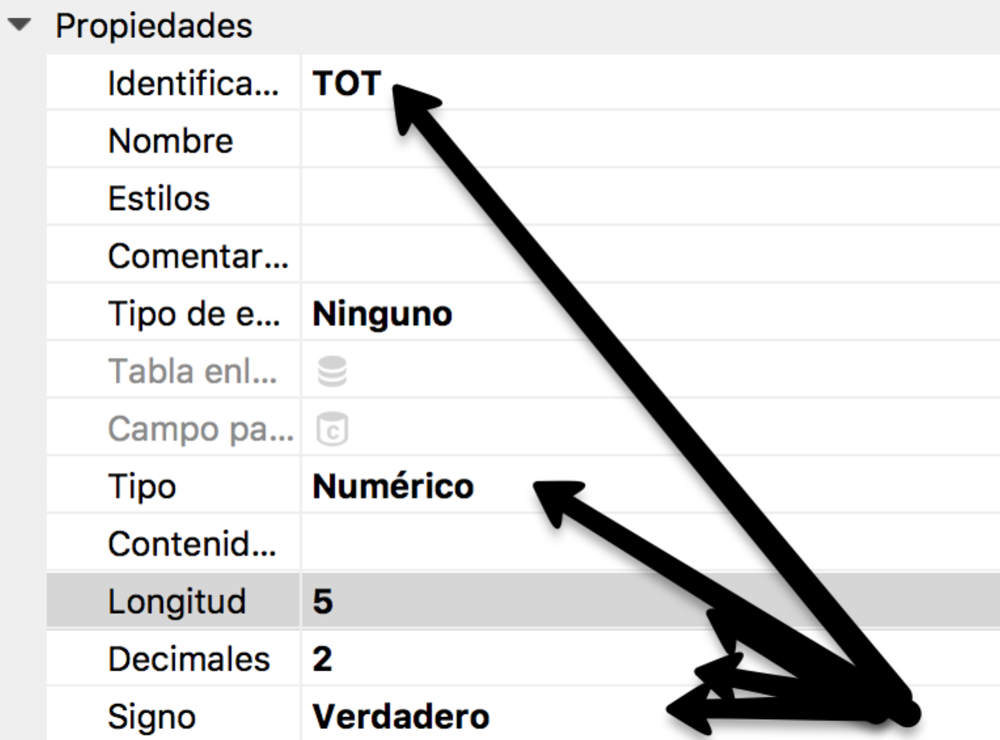 Propiedades
Identifica... TOT
Nombre
Estilos
Comentar...
Tipo de e... Ninguno
Tabla enl...
Campo pa... c
Tipo Numérico
Contenid...
Longitud 5
Decimales 2
Signo Verdadero